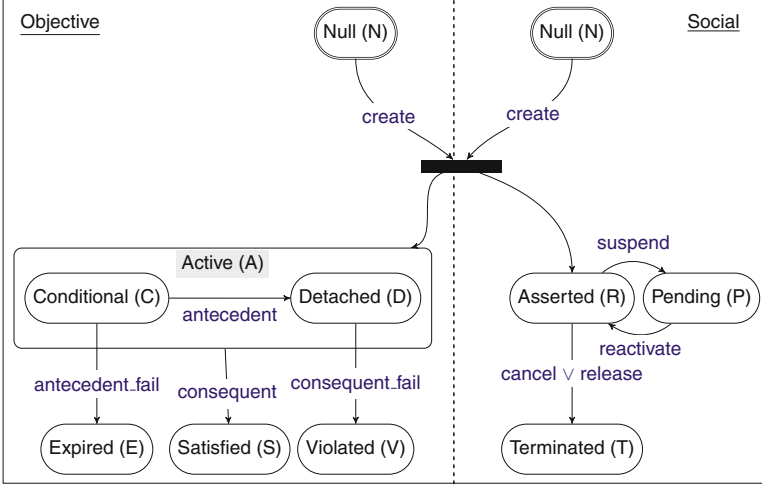 Objective
Null (N)
Null (N)
Social
create
create
Active (A)
suspend
Conditional (C)
Detached (D)
Asserted (R)
Pending (P)
antecedent
reactivate
antecedent_fail
consequent
consequent_fail
cancel ∨ release
Expired (E)
Satisfied (S)
Violated (V)
Terminated (T)